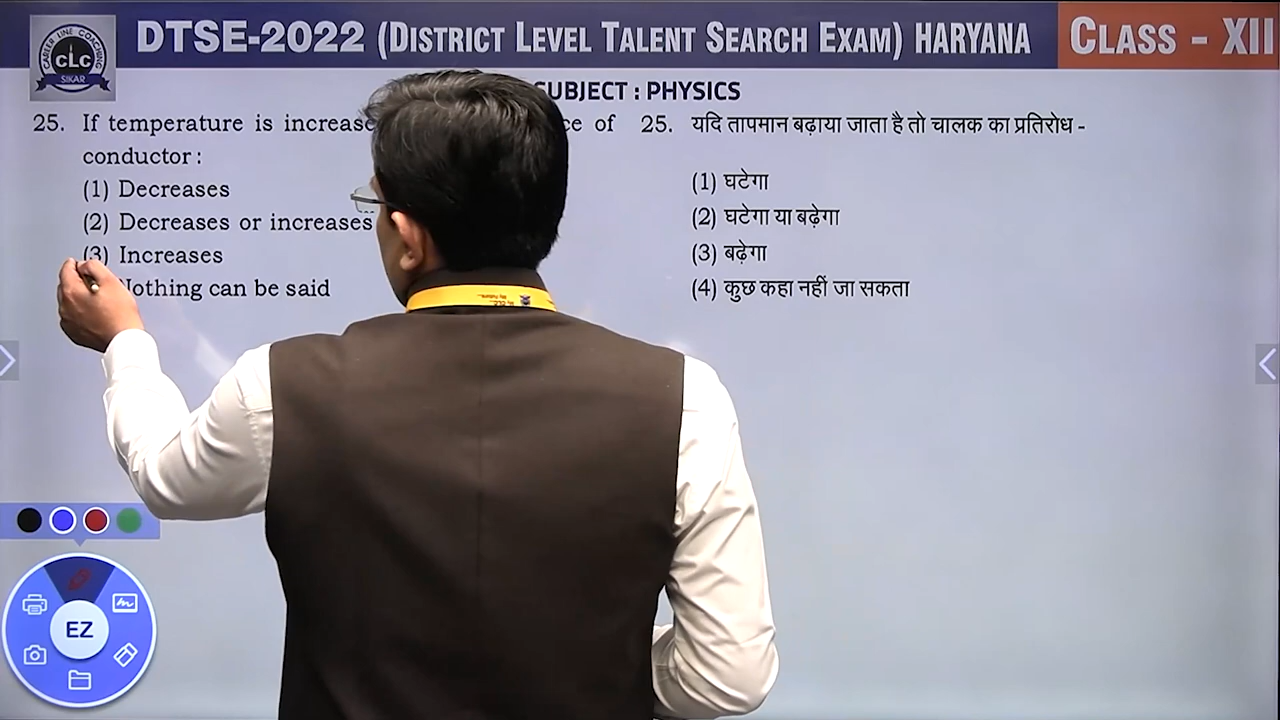 CAREER LINE COACHING
CLC
SIKAR
DTSE-2022 (DISTRICT LEVEL TALENT SEARCH EXAM) HARYANA
CLASS - XII
SUBJECT : PHYSICS
25. If temperature is increase ce of
conductor :
(1) Decreases
(2) Decreases or increases
(3) Increases
Nothing can be said
25. यदि तापमान बढ़ाया जाता है तो चालक का प्रतिरोध -
(1) घटेगा
(2) घटेगा या बढ़ेगा
(3) बढ़ेगा
(4) कुछ कहा नहीं जा सकता
EZ